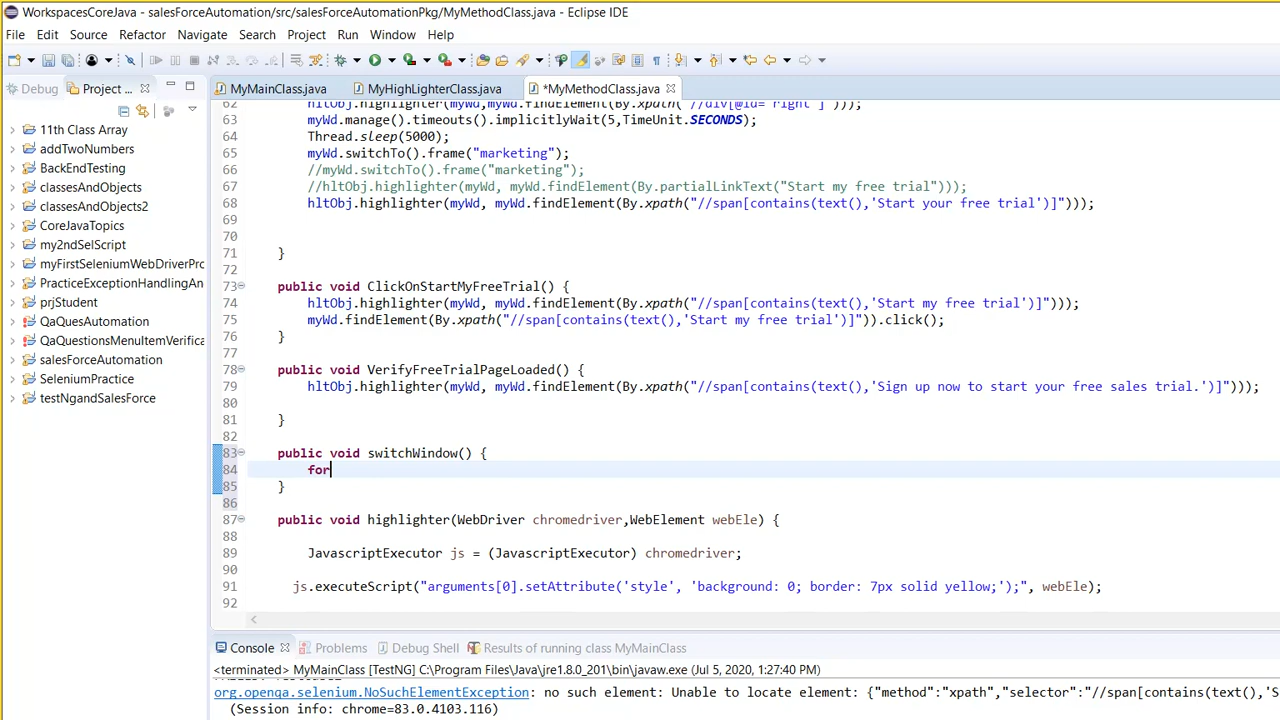 WorkspacesCoreJava - salesForceAutomation/src/salesForceAutomationPkg/MyMethodClass.java - Eclipse IDE
File Edit Source Refactor Navigate Search Project Run Window Help
Debug Project ... MyMainClass.java MyHighLighterClass.java *MyMethodClass.java
11th Class Array
addTwoNumbers
BackEndTesting
classesAndObjects
classesAndObjects2
CoreJavaTopics
my2ndSelScript
myFirstSeleniumWebDriverPro
PracticeExceptionHandlingAn
prjStudent
QaQuesAutomation
QaQuestionsMenuItemVerifica
salesForceAutomation
SeleniumPractice
testNgandSalesForce
62 hltObj.highlighter(myWd,myWd.findElement(By.xpath("//div[@id='right']")));
63 myWd.manage().timeouts().implicitlyWait(5,TimeUnit.SECONDS);
64 Thread.sleep(5000);
65 myWd.switchTo().frame("marketing");
66 //myWd.switchTo().frame("marketing");
67 //hltObj.highlighter(myWd, myWd.findElement(By.partialLinkText("Start my free trial")));
68 hltObj.highlighter(myWd, myWd.findElement(By.xpath("//span[contains(text(),'Start your free trial')]")));
69
70
71 }
72
73 public void ClickOnStartMyFreeTrial() {
74 hltObj.highlighter(myWd, myWd.findElement(By.xpath("//span[contains(text(),'Start my free trial')]")));
75 myWd.findElement(By.xpath("//span[contains(text(),'Start my free trial')]")).click();
76 }
77
78 public void VerifyFreeTrialPageLoaded() {
79 hltObj.highlighter(myWd, myWd.findElement(By.xpath("//span[contains(text(),'Sign up now to start your free sales trial.')]")));
80
81 }
82
83 public void switchWindow() {
84 for
85 }
86
87 public void highlighter(WebDriver chromedriver,WebElement webEle) {
88
89 JavascriptExecutor js = (JavascriptExecutor) chromedriver;
90
91 js.executeScript("arguments[0].setAttribute('style', 'background: 0; border: 7px solid yellow;');", webEle);
92
Console Problems Debug Shell Results of running class MyMainClass
<terminated> MyMainClass [TestNG] C:\Program Files\Java\jre1.8.0_201\bin\javaw.exe (Jul 5, 2020, 1:27:40 PM)
org.openqa.selenium.NoSuchElementException: no such element: Unable to locate element: {"method":"xpath","selector":"//span[contains(text(),'S
(Session info: chrome=83.0.4103.116)